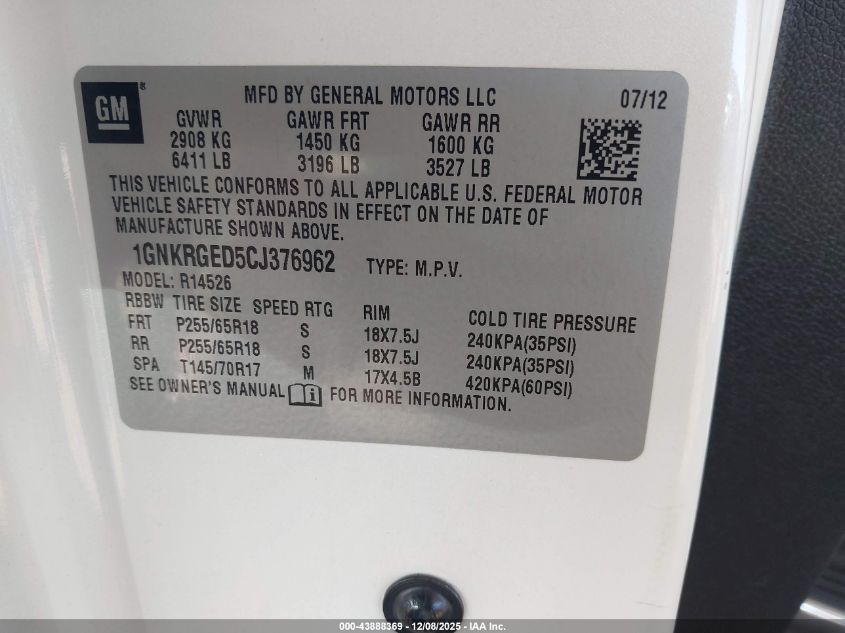 GM ®
MFD BY GENERAL MOTORS LLC 07/12
GVWR GAWR FRT GAWR RR
2908 KG 1450 KG 1600 KG
6411 LB 3196 LB 3527 LB
THIS VEHICLE CONFORMS TO ALL APPLICABLE U.S. FEDERAL MOTOR
VEHICLE SAFETY STANDARDS IN EFFECT ON THE DATE OF
MANUFACTURE SHOWN ABOVE.
1GNKRGED5CJ376962 TYPE: M.P.V.
MODEL: R14526
RBBW TIRE SIZE SPEED RTG RIM COLD TIRE PRESSURE
FRT P255/65R18 S 18X7.5J 240KPA(35PSI)
RR P255/65R18 S 18X7.5J 240KPA(35PSI)
SPA T145/70R17 M 17X4.5B 420KPA(60PSI)
SEE OWNER'S MANUAL i FOR MORE INFORMATION.
000-43888369 - 12/08/2025 - IAA Inc.